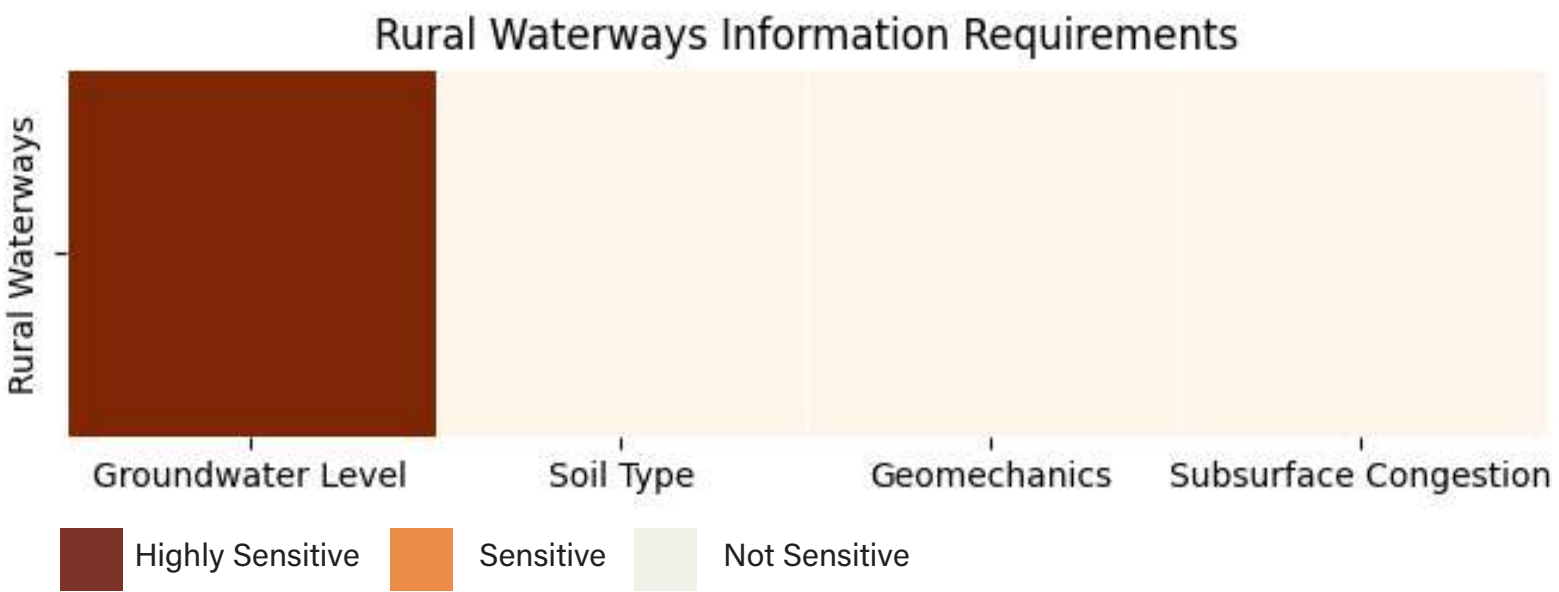 Rural Waterways Information Requirements
Rural Waterways
Groundwater Level
Soil Type
Geomechanics
Subsurface Congestion
Highly Sensitive
Sensitive
Not Sensitive